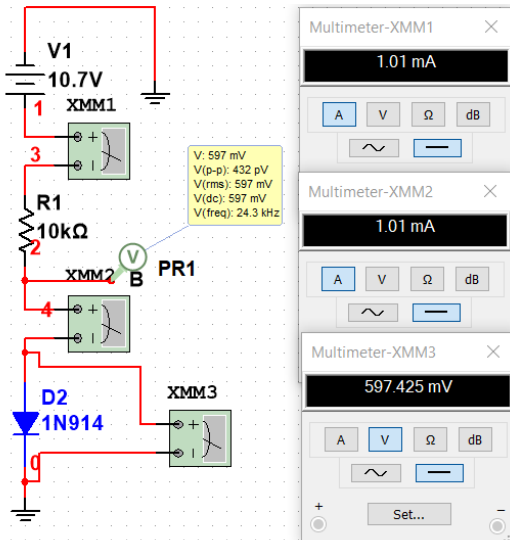 V1
10.7V
XMM1
1
3
R1
10kΩ
2
XMM2
V
B
PR1
V: 597 mV
V(p-p): 432 pV
V(rms): 597 mV
V(dc): 597 mV
V(freq): 24.3 kHz
4
D2
1N914
XMM3
0
Multimeter-XMM1
1.01 mA
A V Ω dB
Multimeter-XMM2
1.01 mA
A V Ω dB
Multimeter-XMM3
597.425 mV
A V Ω dB
Set...